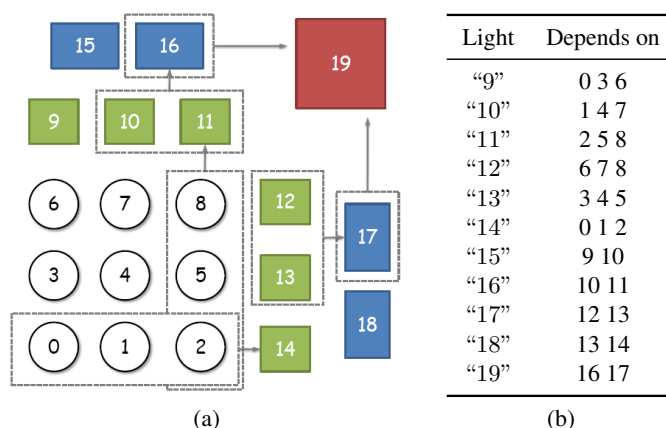 15 16 19
9 10 11
6 7 8 12
17
3 4 5 13
18
0 1 2 14
(a)
Light Depends on
“9” 0 3 6
“10” 1 4 7
“11” 2 5 8
“12” 6 7 8
“13” 3 4 5
“14” 0 1 2
“15” 9 10
“16” 10 11
“17” 12 13
“18” 13 14
“19” 16 17
(b)